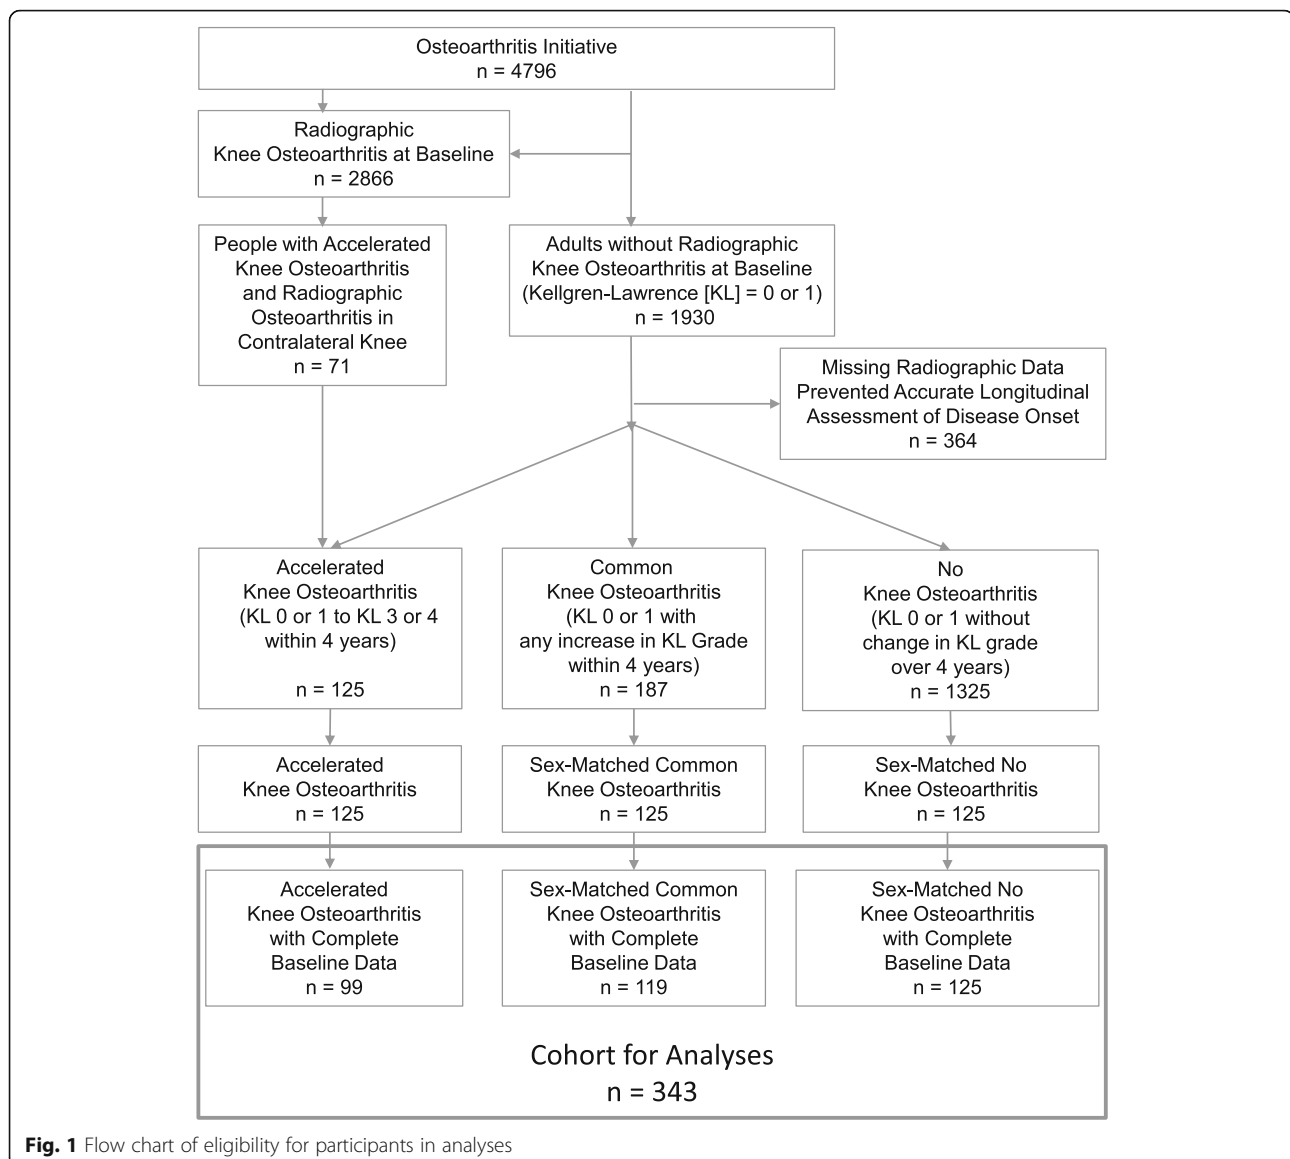 Osteoarthritis Initiative
n = 4796
Radiographic
Knee Osteoarthritis at Baseline
n = 2866
People with Accelerated
Knee Osteoarthritis
and Radiographic
Osteoarthritis in
Contralateral Knee
n = 71
Adults without Radiographic
Knee Osteoarthritis at Baseline
(Kellgren-Lawrence [KL] = 0 or 1)
n = 1930
Missing Radiographic Data
Prevented Accurate Longitudinal
Assessment of Disease Onset
n = 364
Accelerated
Knee Osteoarthritis
(KL 0 or 1 to KL 3 or 4
within 4 years)
n = 125
Common
Knee Osteoarthritis
(KL 0 or 1 with
any increase in KL Grade
within 4 years)
n = 187
No
Knee Osteoarthritis
(KL 0 or 1 without
change in KL grade
over 4 years)
n = 1325
Accelerated
Knee Osteoarthritis
n = 125
Sex-Matched Common
Knee Osteoarthritis
n = 125
Sex-Matched No
Knee Osteoarthritis
n = 125
Accelerated
Knee Osteoarthritis
with Complete
Baseline Data
n = 99
Sex-Matched Common
Knee Osteoarthritis
with Complete
Baseline Data
n = 119
Sex-Matched No
Knee Osteoarthritis
with Complete
Baseline Data
n = 125
Cohort for Analyses
n = 343
Fig. 1 Flow chart of eligibility for participants in analyses